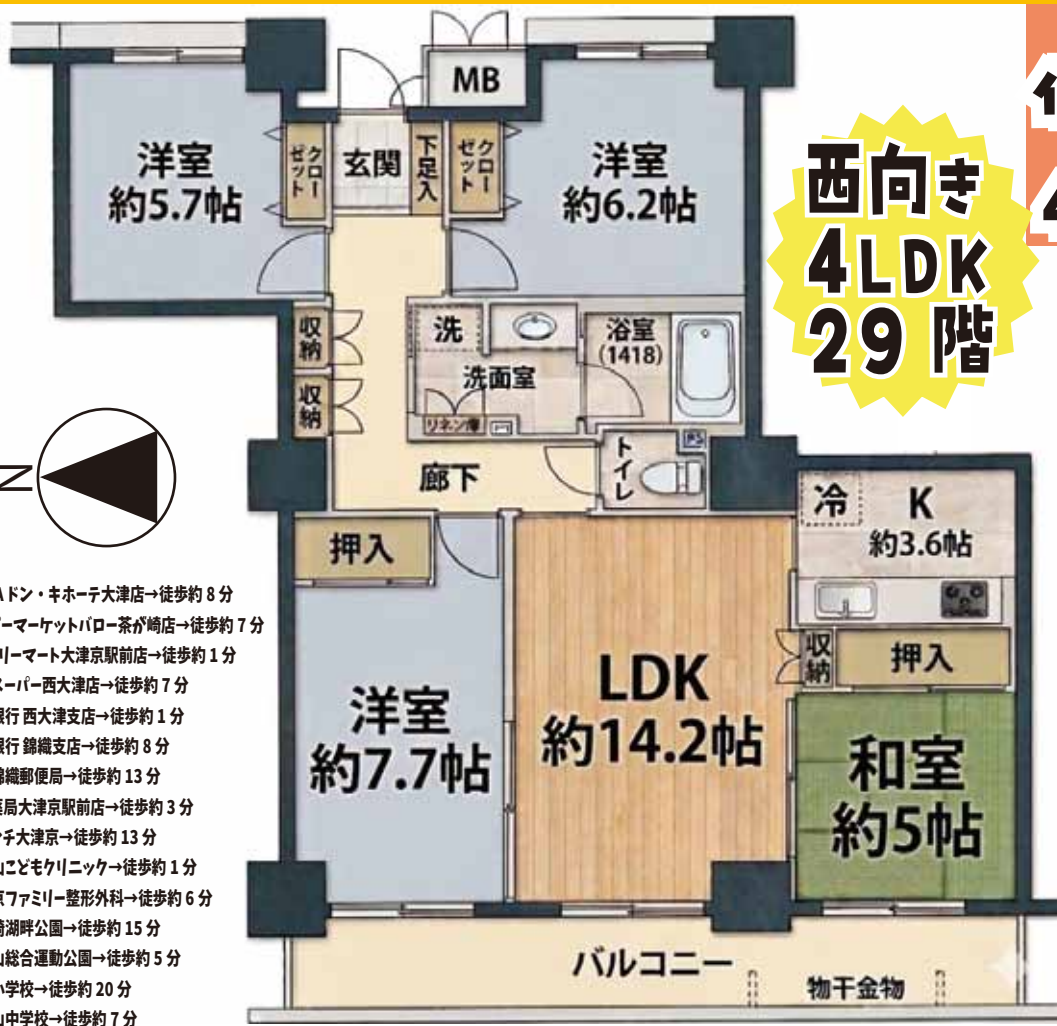 洋室
約5.7帖
クローゼット
玄関
下足入
クローゼット
MB
洋室
約6.2帖
西向き
4LDK
29階
収納
収納
洗
洗面室
リネン庫
浴室
(1418)
トイレ
廊下
N
押入
洋室
約7.7帖
LDK
約14.2帖
冷
K
約3.6帖
収納
押入
和室
約5帖
バルコニー
物干金物
ドン・キホーテ大津店→徒歩約8分
ーマーケットバロー茶が崎店→徒歩約7分
リーマート大津京駅前店→徒歩約1分
スーパー西大津店→徒歩約7分
銀行 西大津支店→徒歩約1分
銀行 錦織支店→徒歩約8分
錦織郵便局→徒歩約13分
薬局大津京駅前店→徒歩約3分
チ大津京→徒歩約13分
山こどもクリニック→徒歩約1分
京ファミリー整形外科→徒歩約6分
崎湖畔公園→徒歩約15分
山総合運動公園→徒歩約5分
小学校→徒歩約20分
山中学校→徒歩約7分